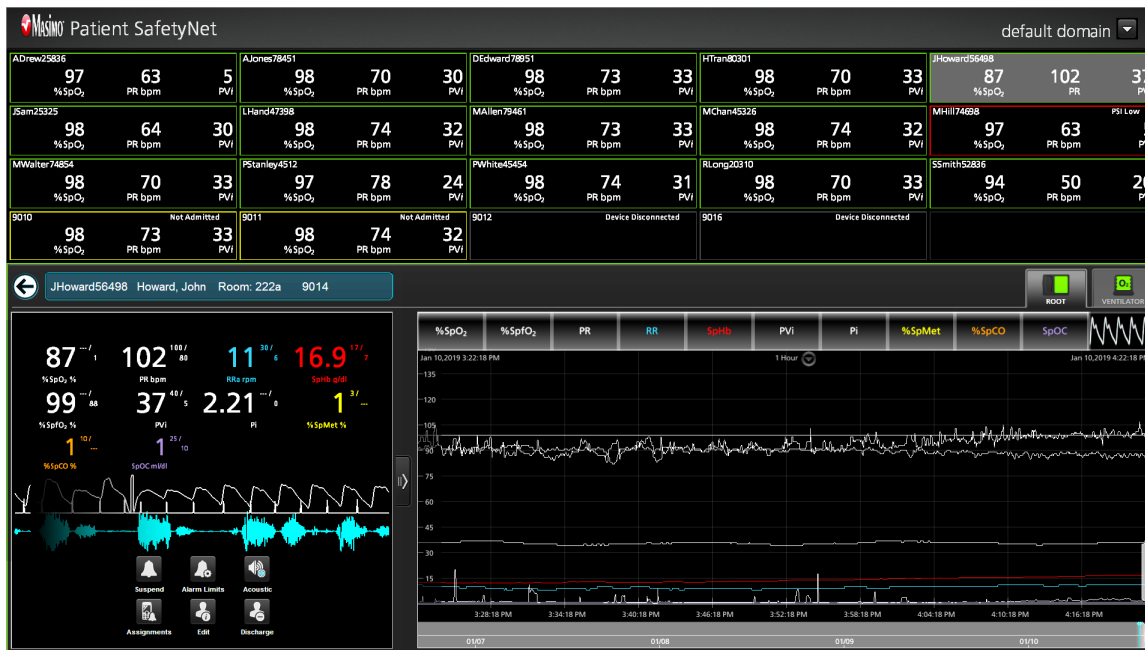 MASIMO Patient SafetyNet
default domain
ADrew25836 AJones78451 DEdward78951 HTran80301 JHoward56498
97 63 5 98 70 30 98 73 33 98 70 33 87 102 37
%SpO2 PR bpm PVi %SpO2 PR bpm PVi %SpO2 PR bpm PVi %SpO2 PR bpm PVi %SpO2 PR
JSam25325 LHand47398 MAllen79461 MChan45326 MHill74698 PSI Low
98 64 30 98 74 32 98 73 33 98 74 32 97 63
%SpO2 PR bpm PVi %SpO2 PR bpm PVi %SpO2 PR bpm PVi %SpO2 PR bpm PVi %SpO2 PR bpm
MWalter74854 PStanley4512 PWhite45454 RLong20310 SSmith52836
98 70 33 97 78 24 98 74 31 98 70 33 94 50
%SpO2 PR bpm PVi %SpO2 PR bpm PVi %SpO2 PR bpm PVi %SpO2 PR bpm PVi %SpO2 PR bpm
9010 Not Admitted 9011 Not Admitted 9012 Device Disconnected 9016 Device Disconnected
98 73 33 98 74 32
%SpO2 PR bpm PVi %SpO2 PR bpm PVi
JHoward56498 Howard, John Room: 222a 9014
ROOT
O2
VENTILATOR
87 ---/ 1 102 100/ 80 11 30/ 6 16.9 17/ 7
%SpO2 % PR bpm RRa rpm SpHb g/dl
99 ---/ 88 37 40/ 5 2.21 ---/ 0 1 3/ ---
%SpfO2 % PVi Pi %SpMet %
1 10/ --- 1 25/ 10
%SpCO % SpOC ml/dl
Suspend Alarm Limits Acoustic
Assignments Edit Discharge
%SpO2 %SpfO2 PR RR SpHb PVi Pi %SpMet %SpCO SpOC
Jan 10,2019 3:22:18 PM 1 Hour Jan 10,2019 4:22:18 PM
135
120
105
90
75
60
45
30
15
3:28:18 PM 3:34:18 PM 3:40:18 PM 3:46:18 PM 3:52:18 PM 3:58:18 PM 4:04:18 PM 4:10:18 PM 4:16:18 PM
01/07 01/08 01/09 01/10